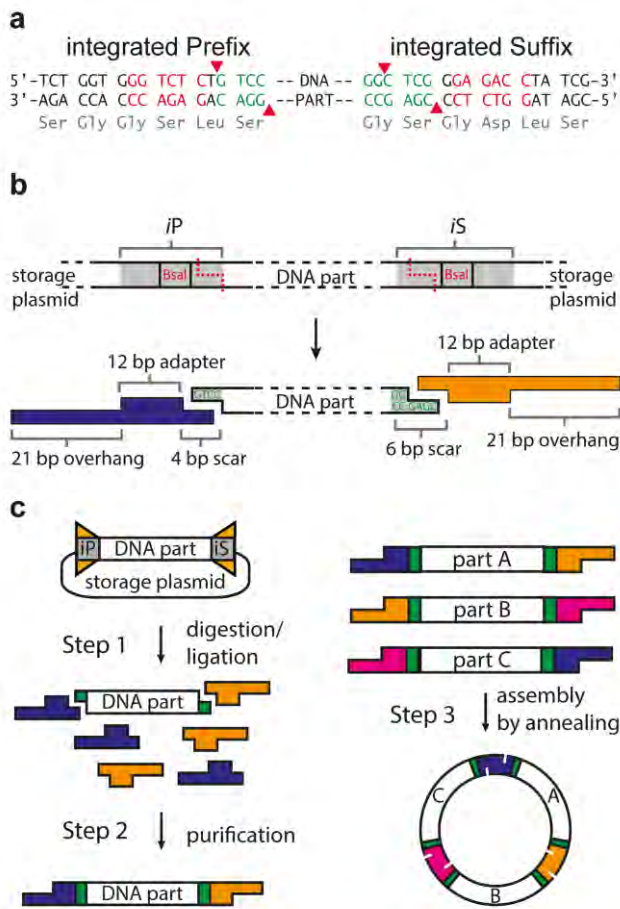 a
integrated Prefix integrated Suffix
5'-TCT GGT GGG TCT CTG TCC -- DNA -- GGC TCG GGA GAC CTA TCG-3'
3'-AGA CCA CCC AGA GAC AGG --PART-- CCG AGC CCT CTG GAT AGC-5'
Ser Gly Gly Ser Leu Ser Gly Ser Gly Asp Leu Ser
b
iP iS
storage plasmid BsaI DNA part BsaI storage plasmid
12 bp adapter
12 bp adapter
GTCC DNA part
21 bp overhang 4 bp scar 6 bp scar 21 bp overhang
c
iP DNA part iS
storage plasmid
Step 1 digestion/
ligation
DNA part
Step 2 purification
DNA part
part A
part B
part C
Step 3 assembly
by annealing
C A
B